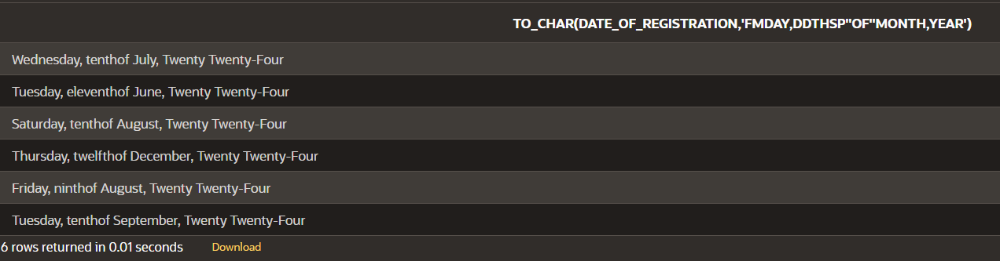 TO_CHAR(DATE_OF_REGISTRATION,'FMDAY,DDTHSP"OF"MONTH,YEAR')
Wednesday, tenthof July, Twenty Twenty-Four
Tuesday, eleventhof June, Twenty Twenty-Four
Saturday, tenthof August, Twenty Twenty-Four
Thursday, twelfthof December, Twenty Twenty-Four
Friday, ninthof August, Twenty Twenty-Four
Tuesday, tenthof September, Twenty Twenty-Four
6 rows returned in 0.01 seconds Download